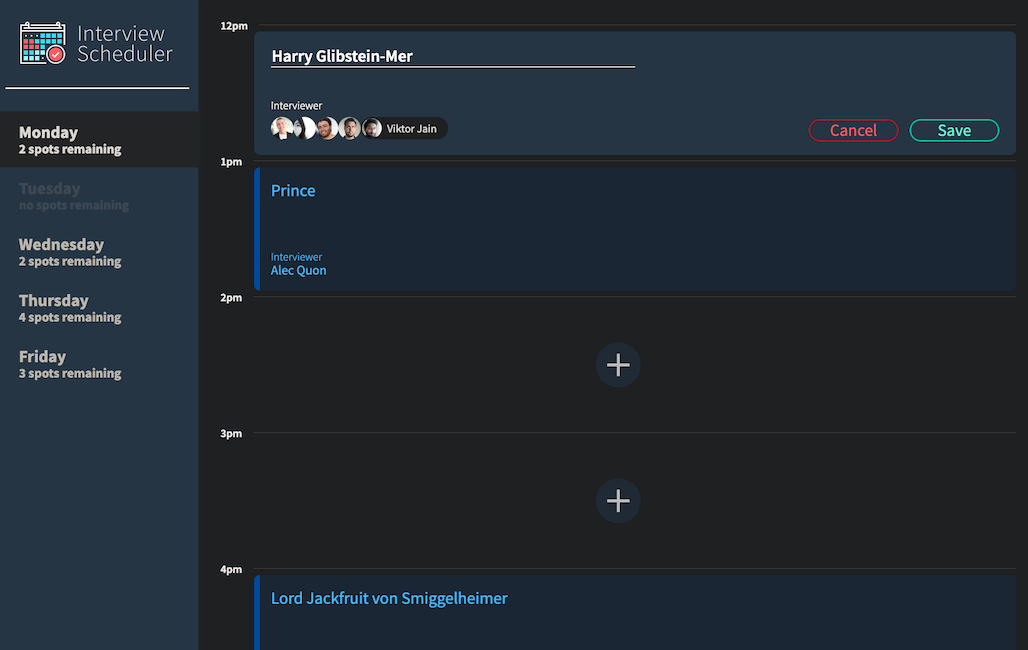 Interview
Scheduler
Monday
2 spots remaining
Tuesday
no spots remaining
Wednesday
2 spots remaining
Thursday
4 spots remaining
Friday
3 spots remaining
12pm
Harry Glibstein-Mer
Interviewer
Viktor Jain
Cancel
Save
1pm
Prince
Interviewer
Alec Quon
2pm
3pm
4pm
Lord Jackfruit von Smiggelheimer